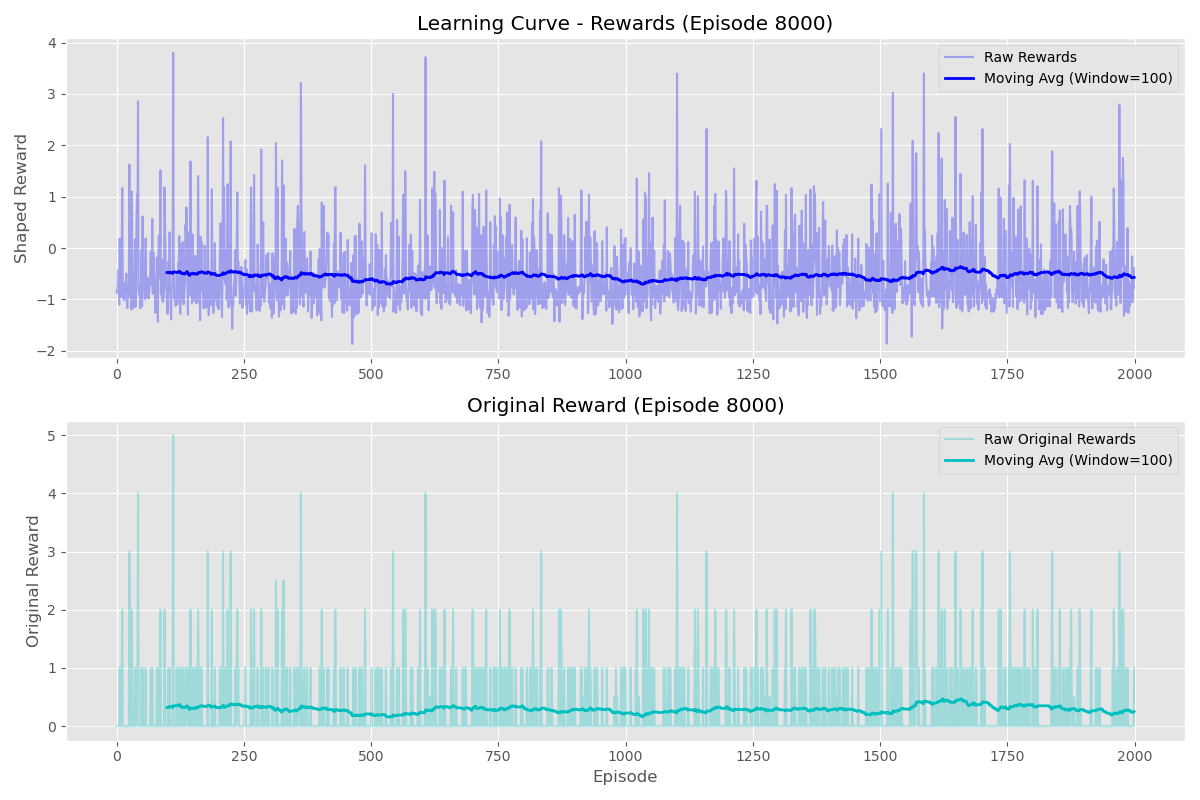 Learning Curve - Rewards (Episode 8000)
Shaped Reward
4
3
2
1
0
−1
−2
Raw Rewards
Moving Avg (Window=100)
0 250 500 750 1000 1250 1500 1750 2000
Original Reward (Episode 8000)
Original Reward
5
4
3
2
1
0
Raw Original Rewards
Moving Avg (Window=100)
0 250 500 750 1000 1250 1500 1750 2000
Episode